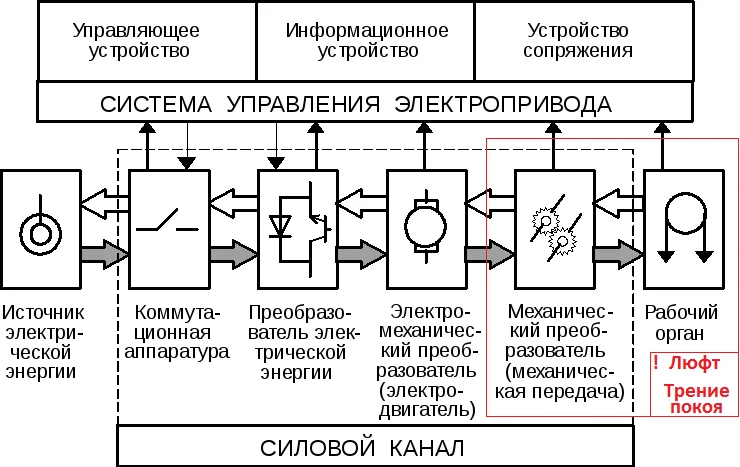 Управляющее
устройство
Информационное
устройство
Устройство
сопряжения
СИСТЕМА УПРАВЛЕНИЯ ЭЛЕКТРОПРИВОДА
Источник
электри-
ческой
энергии
Коммута-
ционная
аппаратура
Преобразо-
ватель элек-
трической
энергии
Электро-
механичес-
кий преоб-
разователь
(электро-
двигатель)
Механичес-
кий преоб-
разователь
(механичес-
кая передача)
Рабочий
орган
! Люфт
Трение
покоя
СИЛОВОЙ КАНАЛ